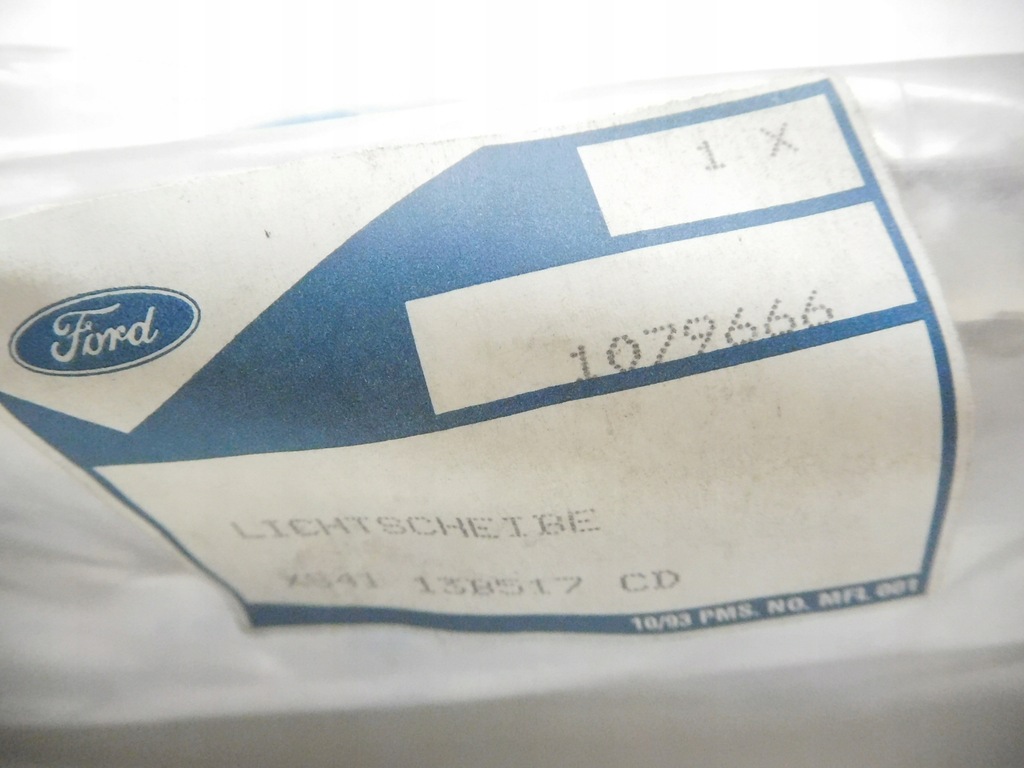 1 X
Ford
1079666
LICHTSCHEIBE
XS41 13B517 CD
10/93 PMS. NO. MFL 001